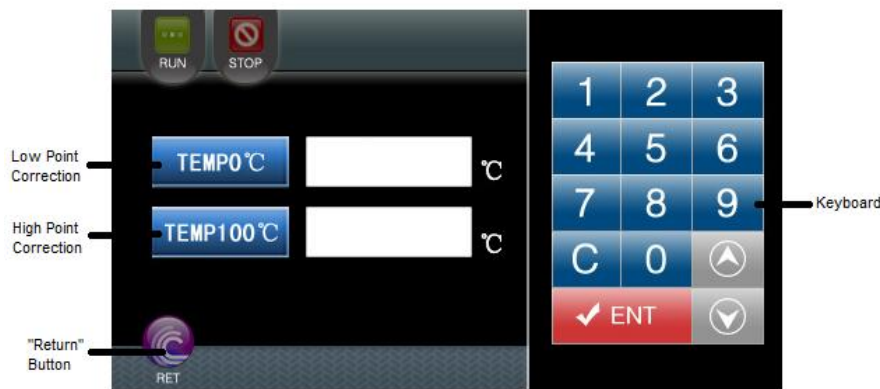 RUN
STOP
Low Point
Correction
TEMP0℃
℃
High Point
Correction
TEMP100℃
℃
"Return"
Button
RET
1 2 3
4 5 6
7 8 9
C 0
✓ ENT
Keyboard